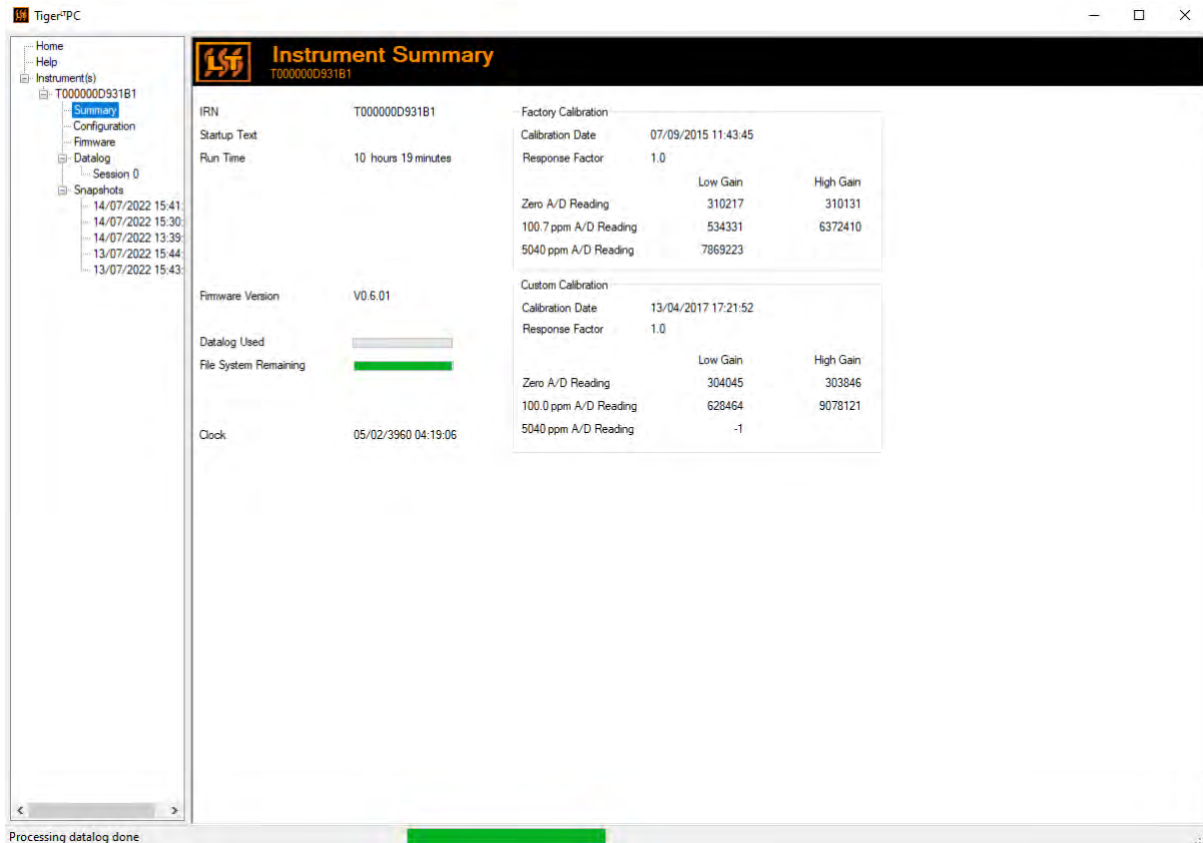 Tiger LT PC
Home
Help
Instrument(s)
T000000D931B1
Summary
Configuration
Firmware
Datalog
Session 0
Snapshots
14/07/2022 15:41:
14/07/2022 15:30:
14/07/2022 13:39:
13/07/2022 15:44:
13/07/2022 15:43:
Instrument Summary
T000000D931B1
IRN T000000D931B1
Startup Text
Run Time 10 hours 19 minutes
Firmware Version V0.6.01
Datalog Used
File System Remaining
Clock 05/02/3960 04:19:06
Factory Calibration
Calibration Date 07/09/2015 11:43:45
Response Factor 1.0
Low Gain High Gain
Zero A/D Reading 310217 310131
100.7 ppm A/D Reading 534331 6372410
5040 ppm A/D Reading 7869223
Custom Calibration
Calibration Date 13/04/2017 17:21:52
Response Factor 1.0
Low Gain High Gain
Zero A/D Reading 304045 303846
100.0 ppm A/D Reading 628464 9078121
5040 ppm A/D Reading -1
Processing datalog done